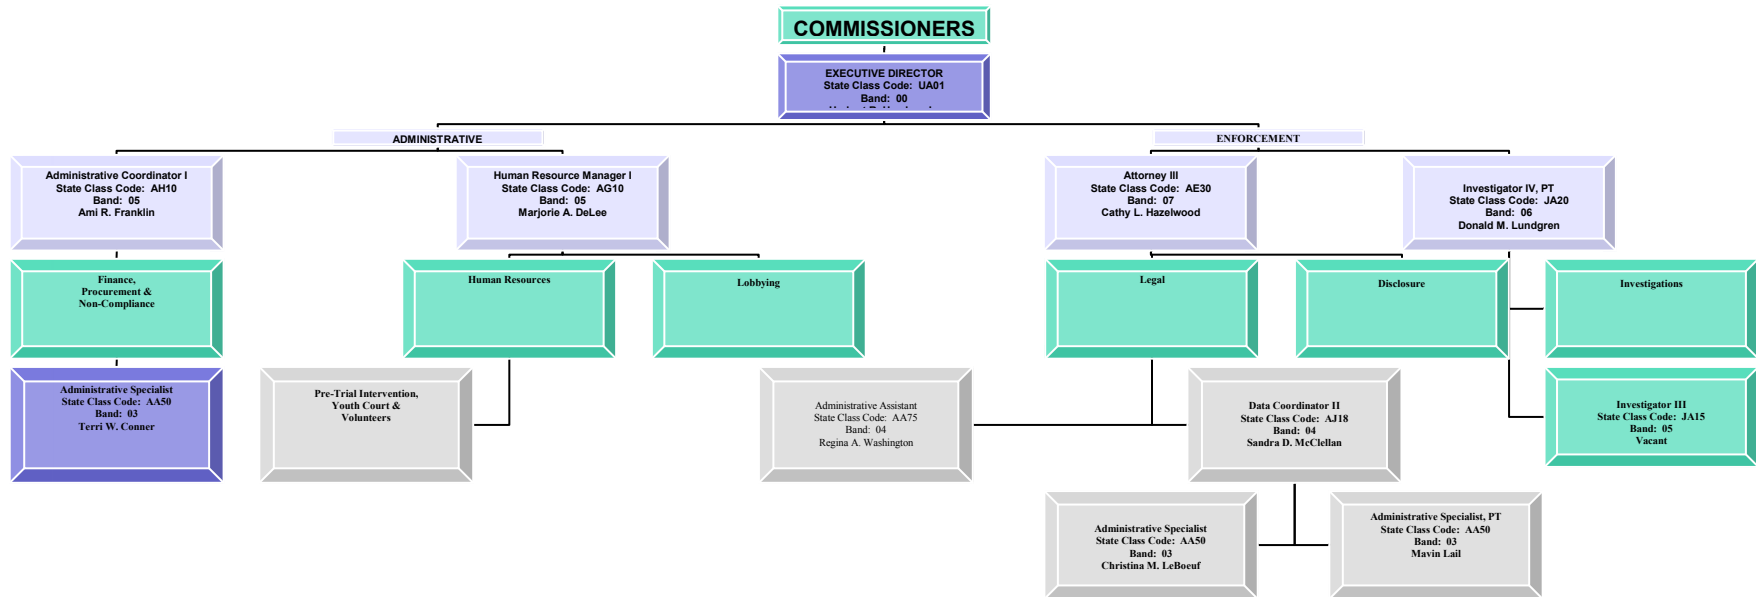 COMMISSIONERS
EXECUTIVE DIRECTOR
State Class Code: UA01
Band: 00
ADMINISTRATIVE
ENFORCEMENT
Administrative Coordinator I
State Class Code: AH10
Band: 05
Ami R. Franklin
Human Resource Manager I
State Class Code: AG10
Band: 05
Marjorie A. DeLee
Attorney III
State Class Code: AE30
Band: 07
Cathy L. Hazelwood
Investigator IV, PT
State Class Code: JA20
Band: 06
Donald M. Lundgren
Finance,
Procurement &
Non-Compliance
Human Resources
Lobbying
Legal
Disclosure
Investigations
Administrative Specialist
State Class Code: AA50
Band: 03
Terri W. Conner
Pre-Trial Intervention,
Youth Court &
Volunteers
Administrative Assistant
State Class Code: AA75
Band: 04
Regina A. Washington
Data Coordinator II
State Class Code: AJ18
Band: 04
Sandra D. McClellan
Investigator III
State Class Code: JA15
Band: 05
Vacant
Administrative Specialist
State Class Code: AA50
Band: 03
Christina M. LeBoeuf
Administrative Specialist, PT
State Class Code: AA50
Band: 03
Mavin Lail